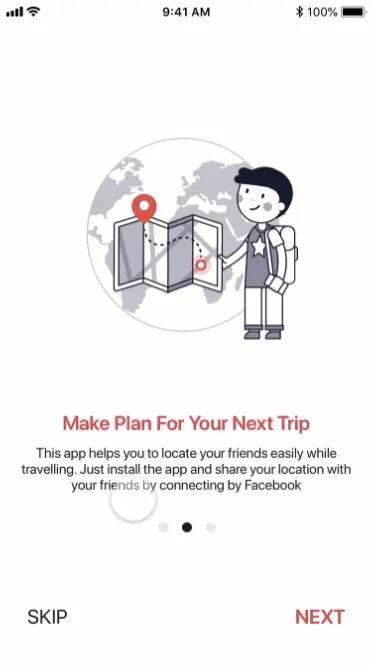 9:41 AM
100%
Make Plan For Your Next Trip
This app helps you to locate your friends easily while
travelling. Just install the app and share your location with
your friends by connecting by Facebook
SKIP
NEXT